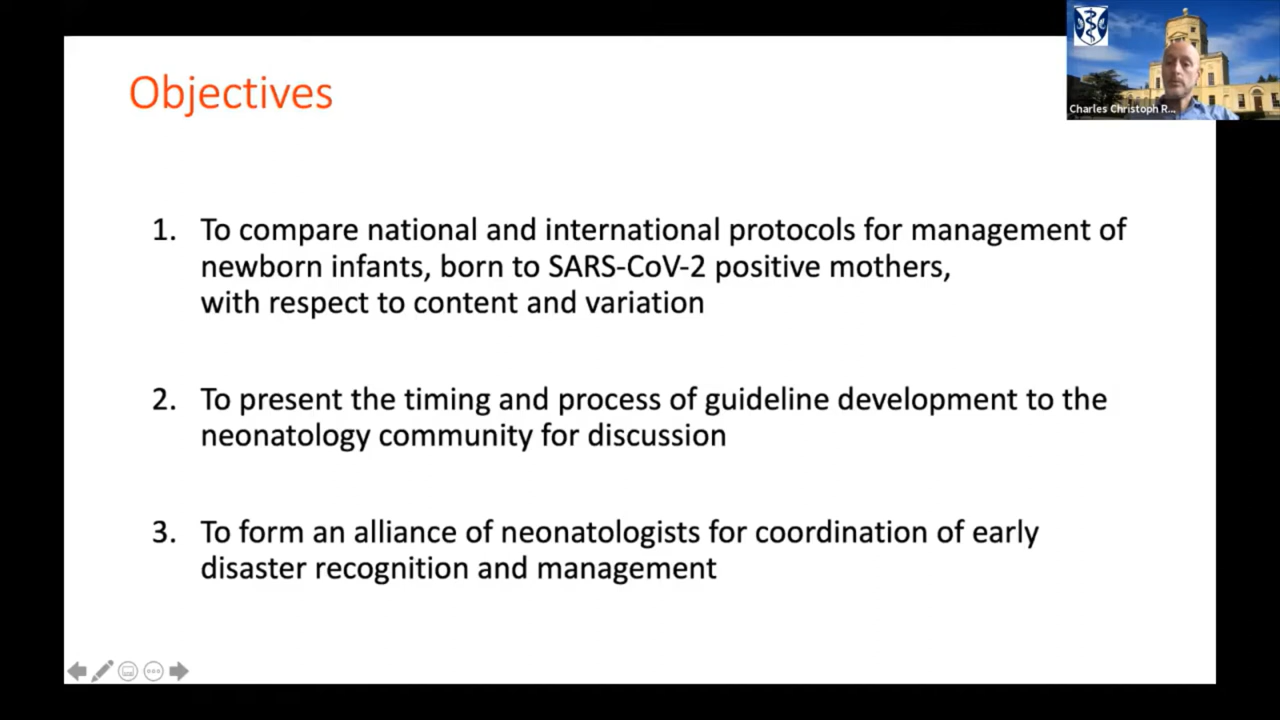 Objectives
Charles Christoph R...
1. To compare national and international protocols for management of
newborn infants, born to SARS-CoV-2 positive mothers,
with respect to content and variation
2. To present the timing and process of guideline development to the
neonatology community for discussion
3. To form an alliance of neonatologists for coordination of early
disaster recognition and management